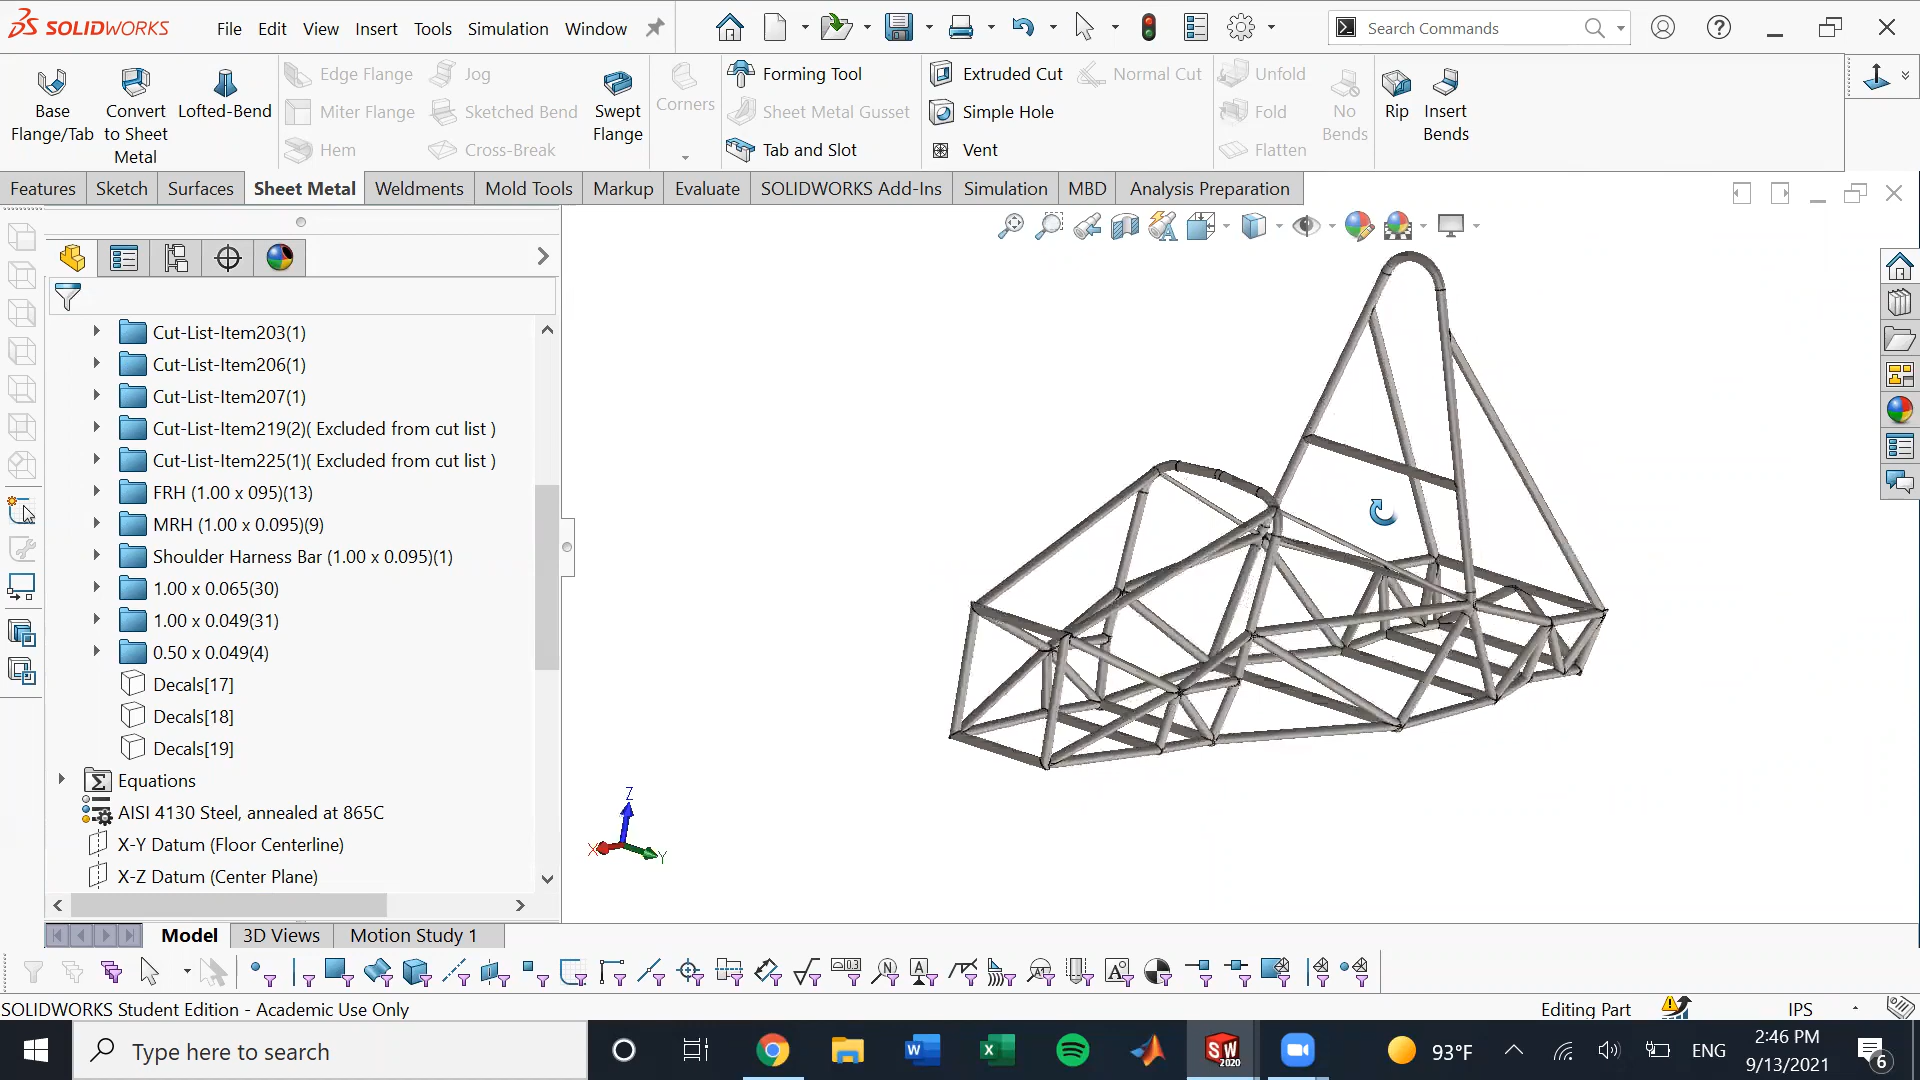 SOLIDWORKS File Edit View Insert Tools Simulation Window Search Commands
Base Flange/Tab
Convert to Sheet Metal
Lofted-Bend
Edge Flange
Miter Flange
Hem
Jog
Sketched Bend
Cross-Break
Swept Flange
Corners
Forming Tool
Sheet Metal Gusset
Tab and Slot
Extruded Cut
Simple Hole
Vent
Normal Cut
Unfold
Fold
Flatten
No Bends
Rip
Insert Bends
Features Sketch Surfaces Sheet Metal Weldments Mold Tools Markup Evaluate SOLIDWORKS Add-Ins Simulation MBD Analysis Preparation
Cut-List-Item203(1)
Cut-List-Item206(1)
Cut-List-Item207(1)
Cut-List-Item219(2)( Excluded from cut list )
Cut-List-Item225(1)( Excluded from cut list )
FRH (1.00 x 095)(13)
MRH (1.00 x 0.095)(9)
Shoulder Harness Bar (1.00 x 0.095)(1)
1.00 x 0.065(30)
1.00 x 0.049(31)
0.50 x 0.049(4)
Decals[17]
Decals[18]
Decals[19]
Equations
AISI 4130 Steel, annealed at 865C
X-Y Datum (Floor Centerline)
X-Z Datum (Center Plane)
Z
X
Y
Model 3D Views Motion Study 1
SOLIDWORKS Student Edition - Academic Use Only Editing Part IPS
Type here to search
SW 2020
93°F
ENG
2:46 PM
9/13/2021
6